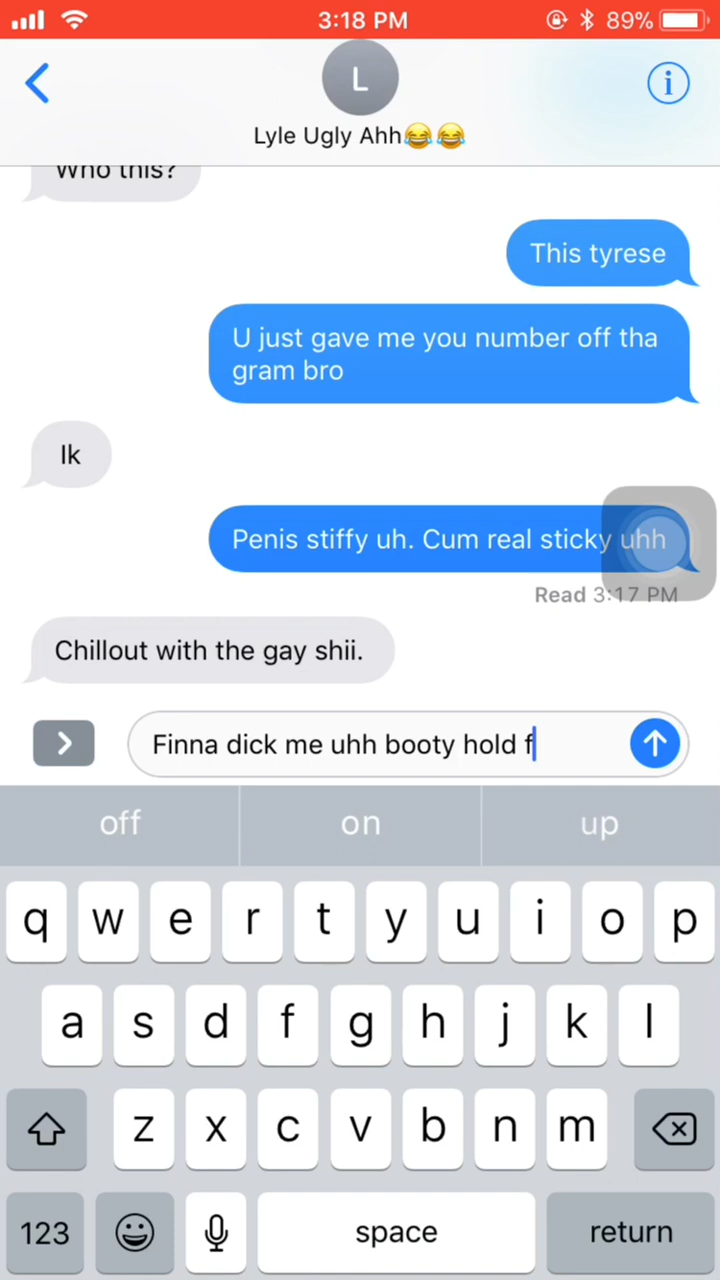 3:18 PM
89%
L
Lyle Ugly Ahh😂😂
Who this?
This tyrese
U just gave me you number off tha
gram bro
Ik
Penis stiffy uh. Cum real sticky uhh
Read 3:17 PM
Chillout with the gay shii.
Finna dick me uhh booty hold f
off on up
q w e r t y u i o p
a s d f g h j k l
z x c v b n m
123 space return